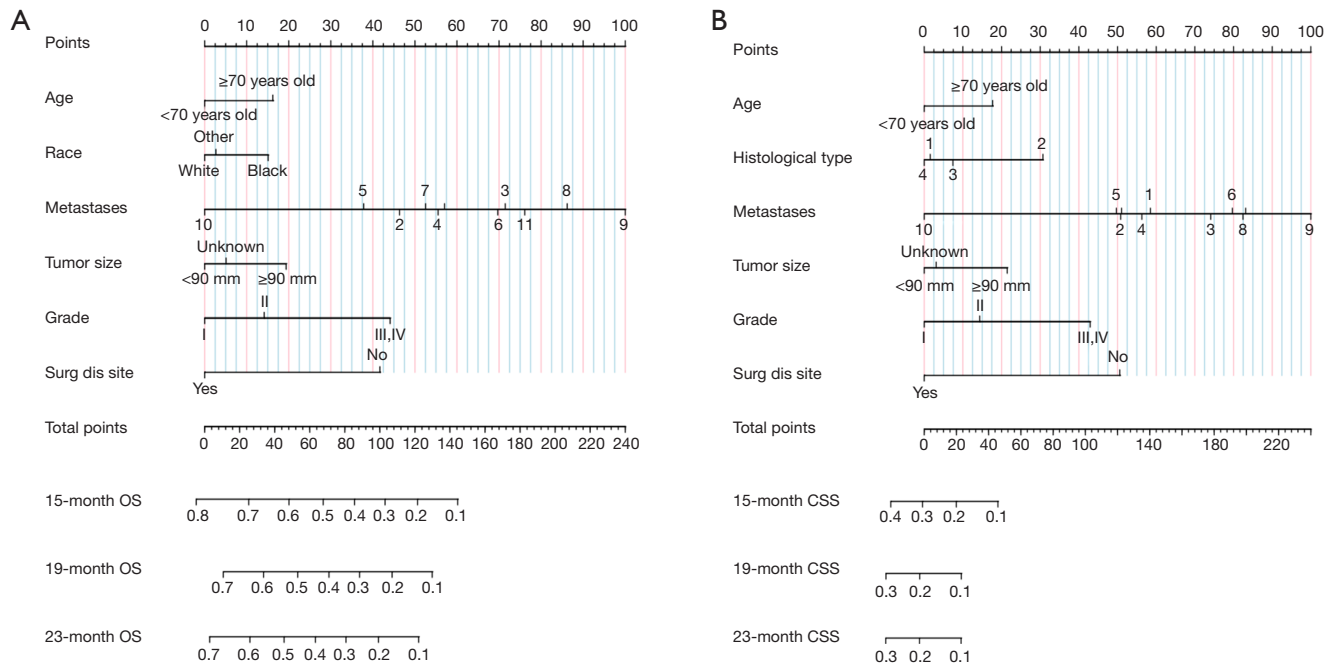 A
Points
0 10 20 30 40 50 60 70 80 90 100
Age
≥70 years old
<70 years old
Race
Other
White Black
Metastases
5 7 3 8
10 2 4 6 11 9
Tumor size
Unknown
<90 mm ≥90 mm
Grade
II
I III,IV
Surg dis site
No
Yes
Total points
0 20 40 60 80 100 120 140 160 180 200 220 240
15-month OS
0.8 0.7 0.6 0.5 0.4 0.3 0.2 0.1
19-month OS
0.7 0.6 0.5 0.4 0.3 0.2 0.1
23-month OS
0.7 0.6 0.5 0.4 0.3 0.2 0.1
B
Points
0 10 20 30 40 50 60 70 80 90 100
Age
≥70 years old
<70 years old
Histological type
1 2
4 3
Metastases
5 1 6
10 2 4 3 8 9
Tumor size
Unknown
<90 mm ≥90 mm
Grade
II
I III,IV
Surg dis site
No
Yes
Total points
0 20 40 60 80 100 140 180 220
15-month CSS
0.4 0.3 0.2 0.1
19-month CSS
0.3 0.2 0.1
23-month CSS
0.3 0.2 0.1